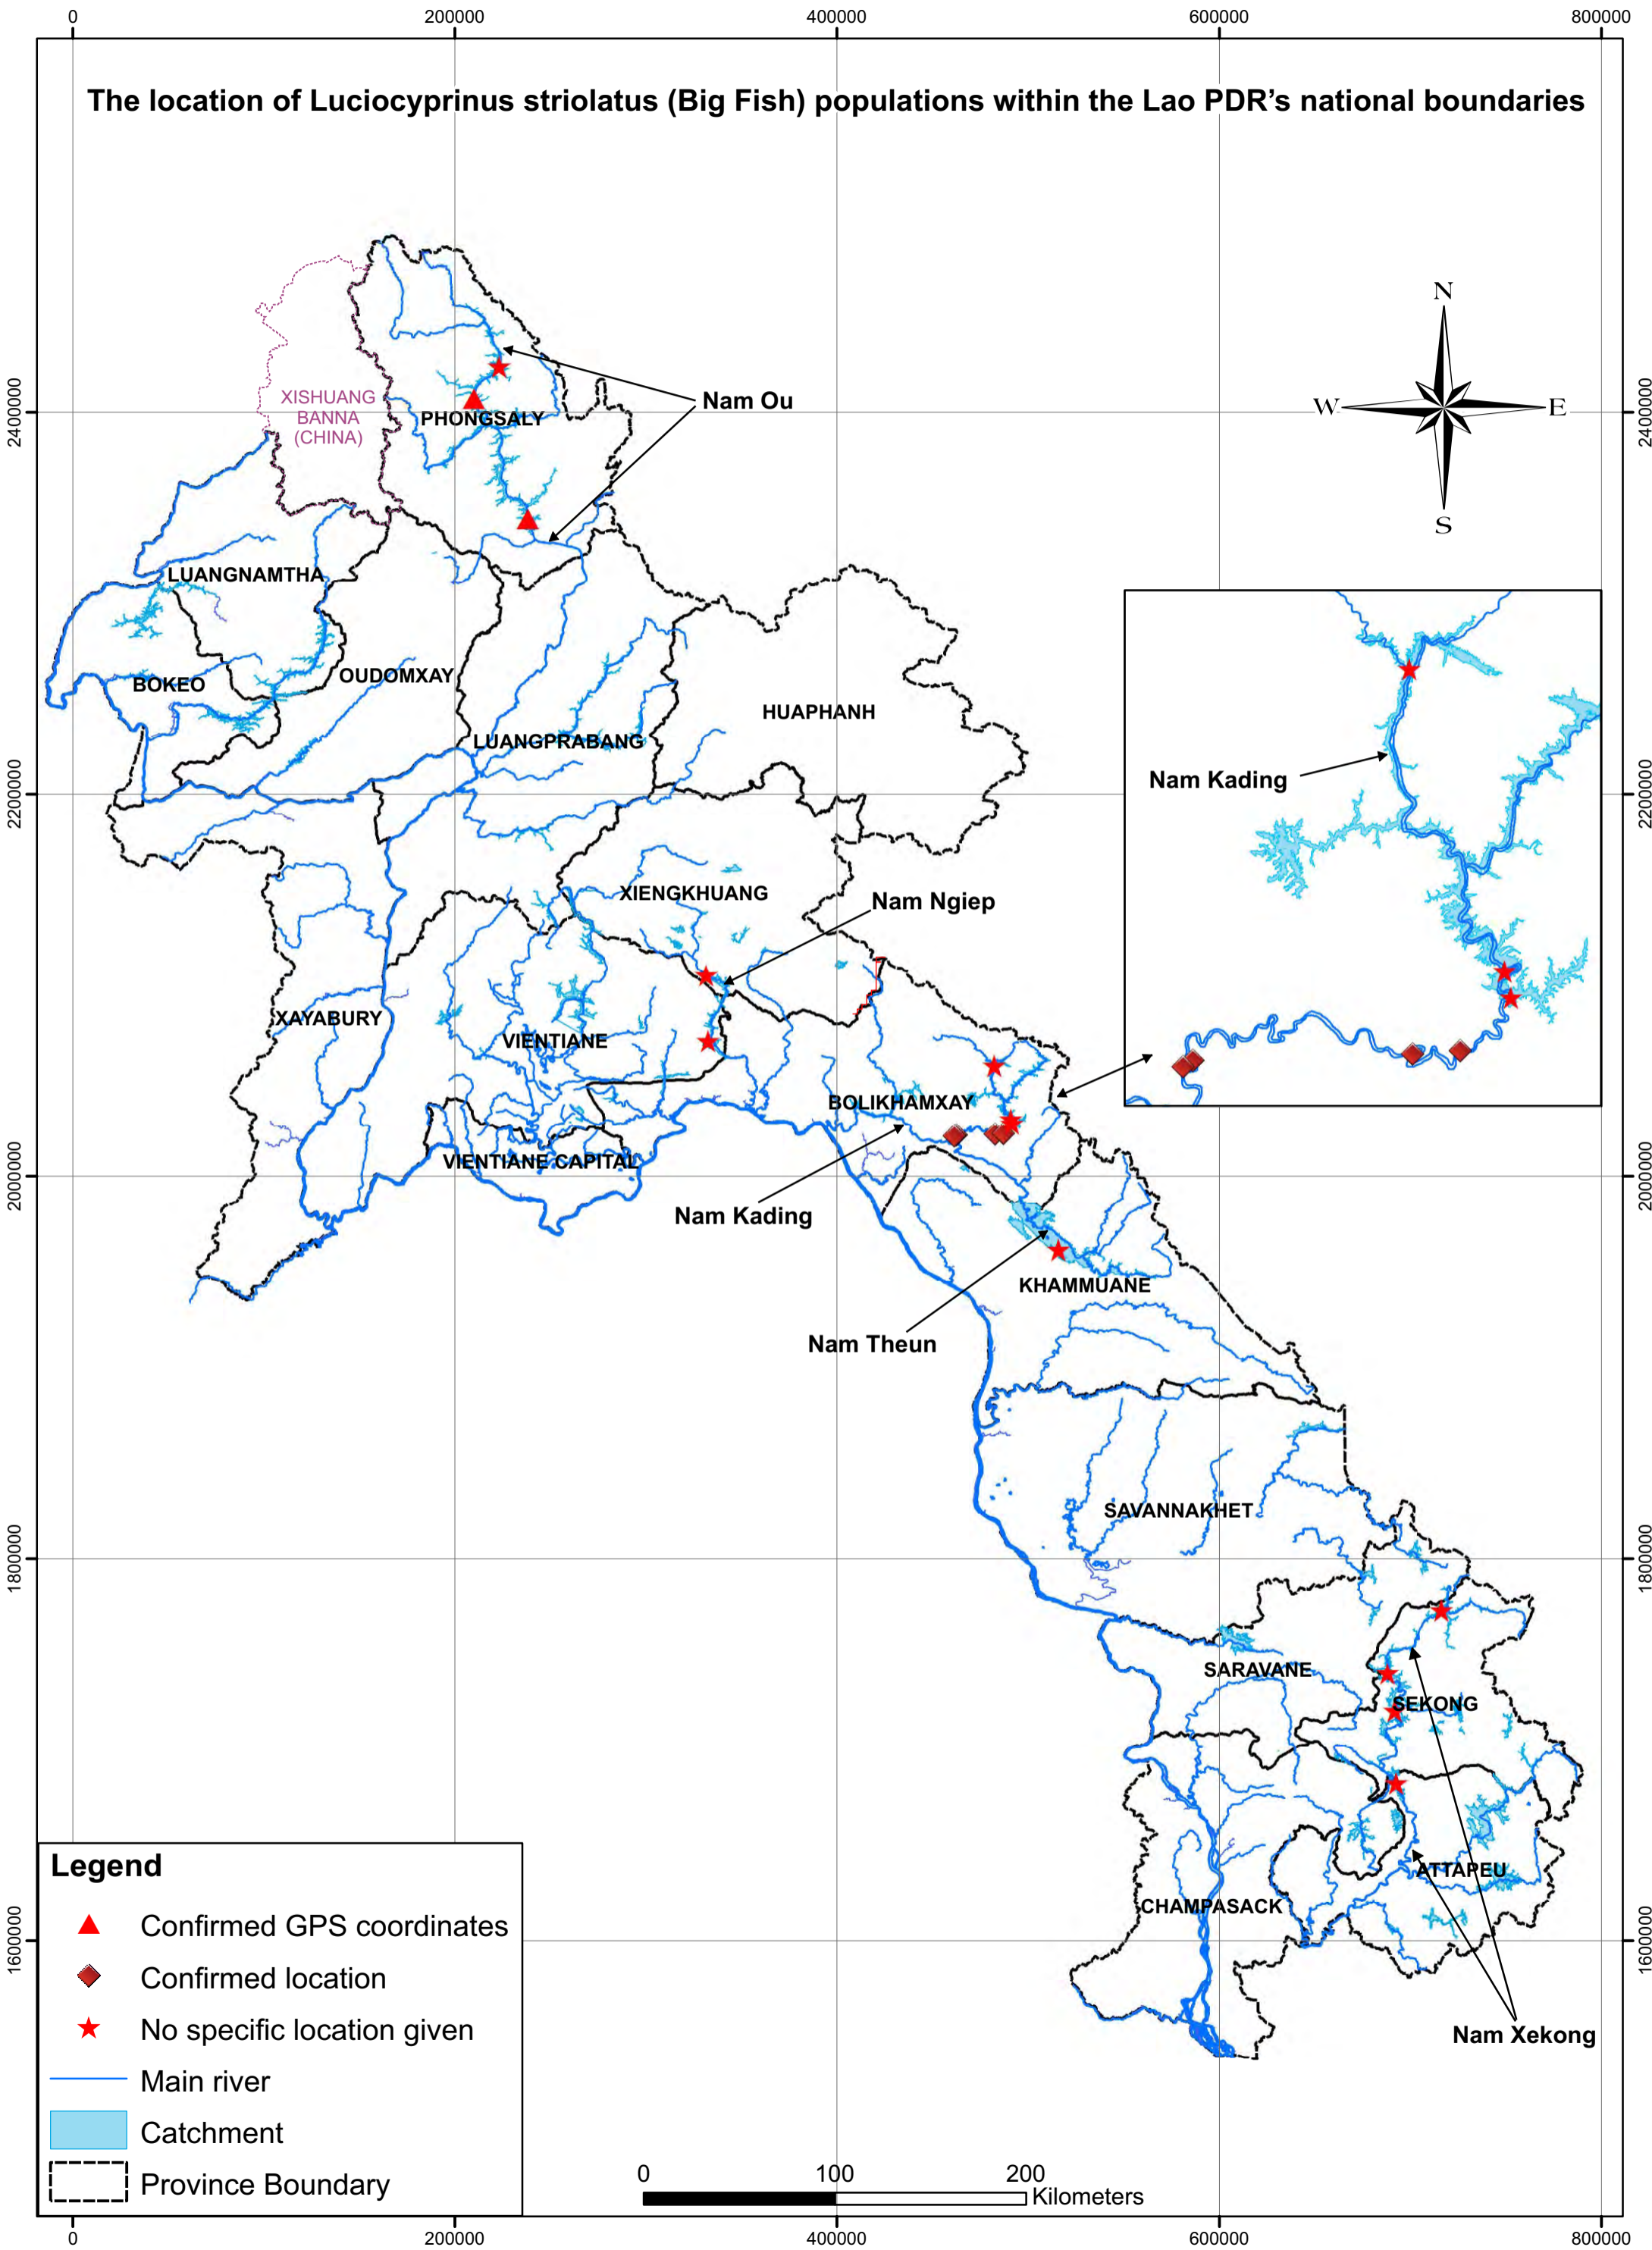 0 200000 400000 600000 800000
The location of Luciocyprinus striolatus (Big Fish) populations within the Lao PDR's national boundaries
N
W E
S
2400000 2400000
XISHUANG
BANNA
(CHINA)
Nam Ou
PHONGSALY
LUANGNAMTHA
BOKEO
OUDOMXAY
HUAPHANH
LUANGPRABANG
Nam Kading
2200000 2200000
XIENGKHUANG
Nam Ngiep
XAYABURY
VIENTIANE
BOLIKHAMXAY
VIENTIANE CAPITAL
2000000 2000000
Nam Kading
KHAMMUANE
Nam Theun
SAVANNAKHET
1800000 1800000
SARAVANE
SEKONG
ATTAPEU
CHAMPASACK
1600000 1600000
Nam Xekong
Legend
Confirmed GPS coordinates
Confirmed location
No specific location given
Main river
Catchment
Province Boundary
0 100 200
Kilometers
0 200000 400000 600000 800000